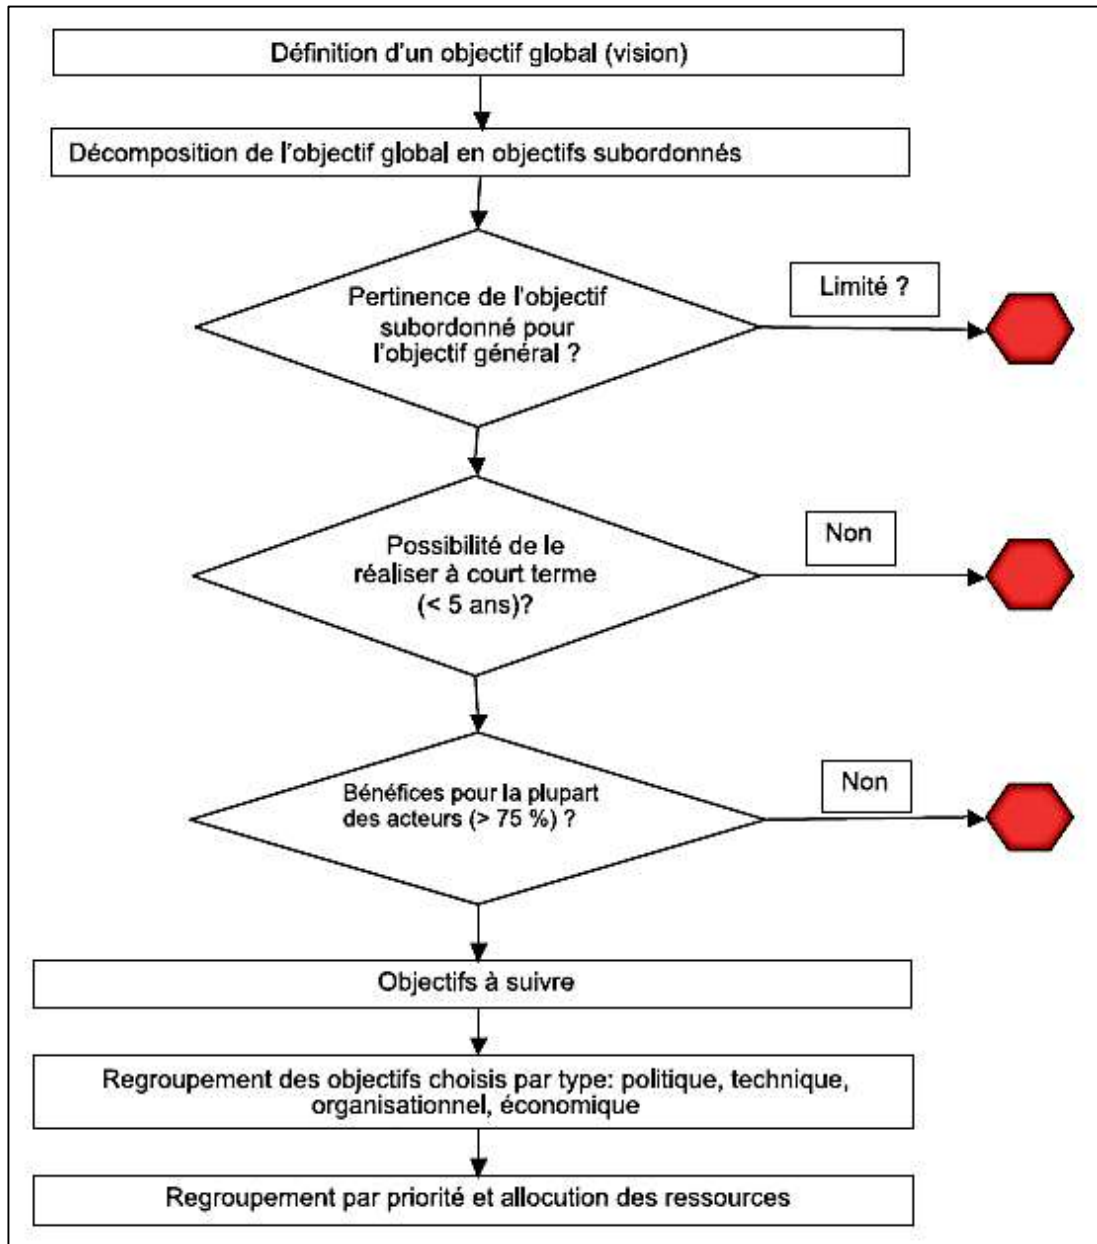 Définition d'un objectif global (vision)
Décomposition de l'objectif global en objectifs subordonnés
Pertinence de l'objectif
subordonné pour
l'objectif général ?
Limité ?
Possibilité de le
réaliser à court terme
(< 5 ans)?
Non
Bénéfices pour la plupart
des acteurs (> 75 %) ?
Non
Objectifs à suivre
Regroupement des objectifs choisis par type: politique, technique,
organisationnel, économique
Regroupement par priorité et allocution des ressources